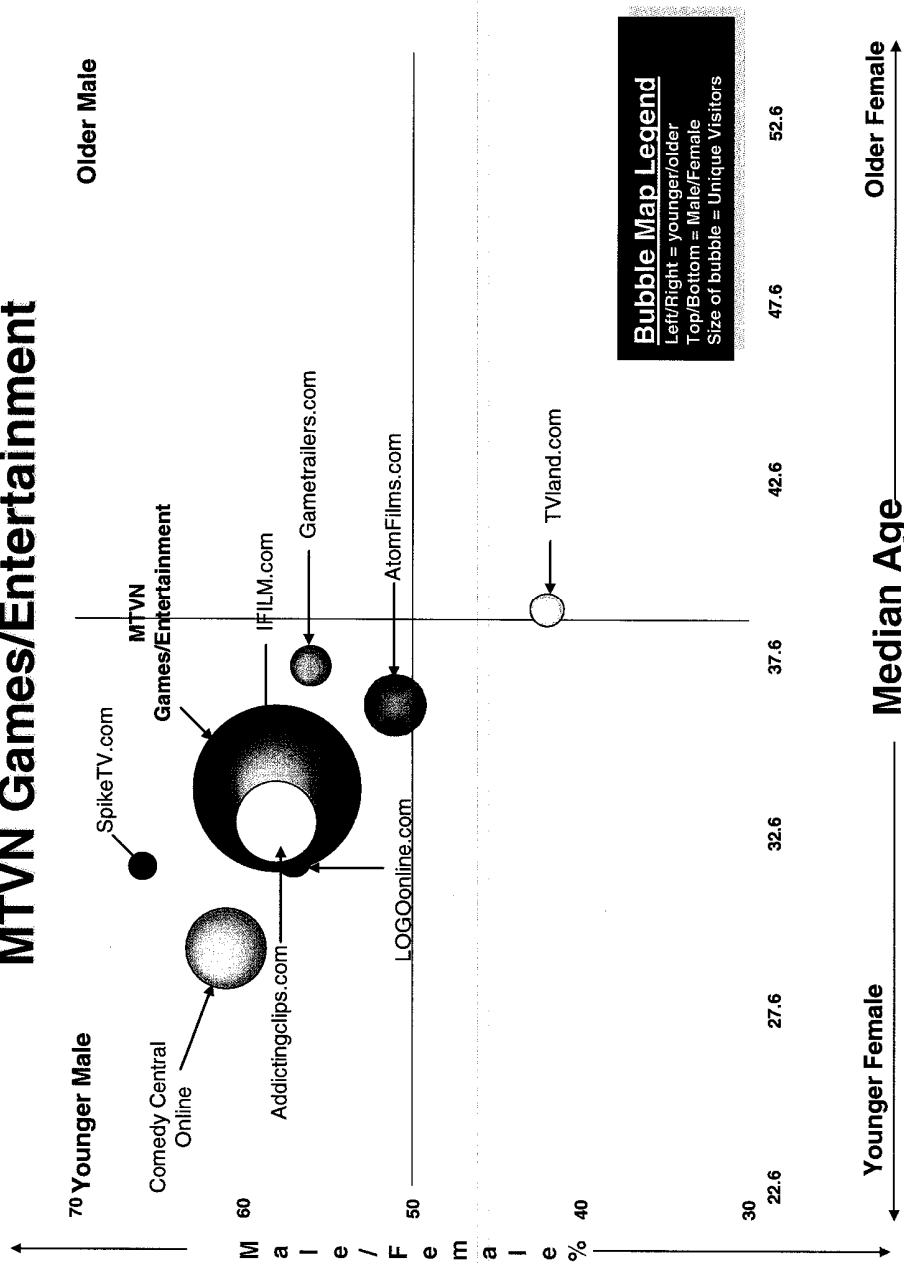 MTVN Games/Entertainment
70
Younger Male
Older Male
SpikeTV.com
MTVN
Games/Entertainment
Comedy Central
Online
IFILM.com
Gametrailers.com
60
Addictingclips.com
AtomFilms.com
LOGOonline.com
50
Male/Female%
TVland.com
40
Bubble Map Legend
Left/Right = younger/older
Top/Bottom = Male/Female
Size of bubble = Unique Visitors
30
22.6
27.6
32.6
37.6
42.6
47.6
52.6
Younger Female
Median Age
Older Female